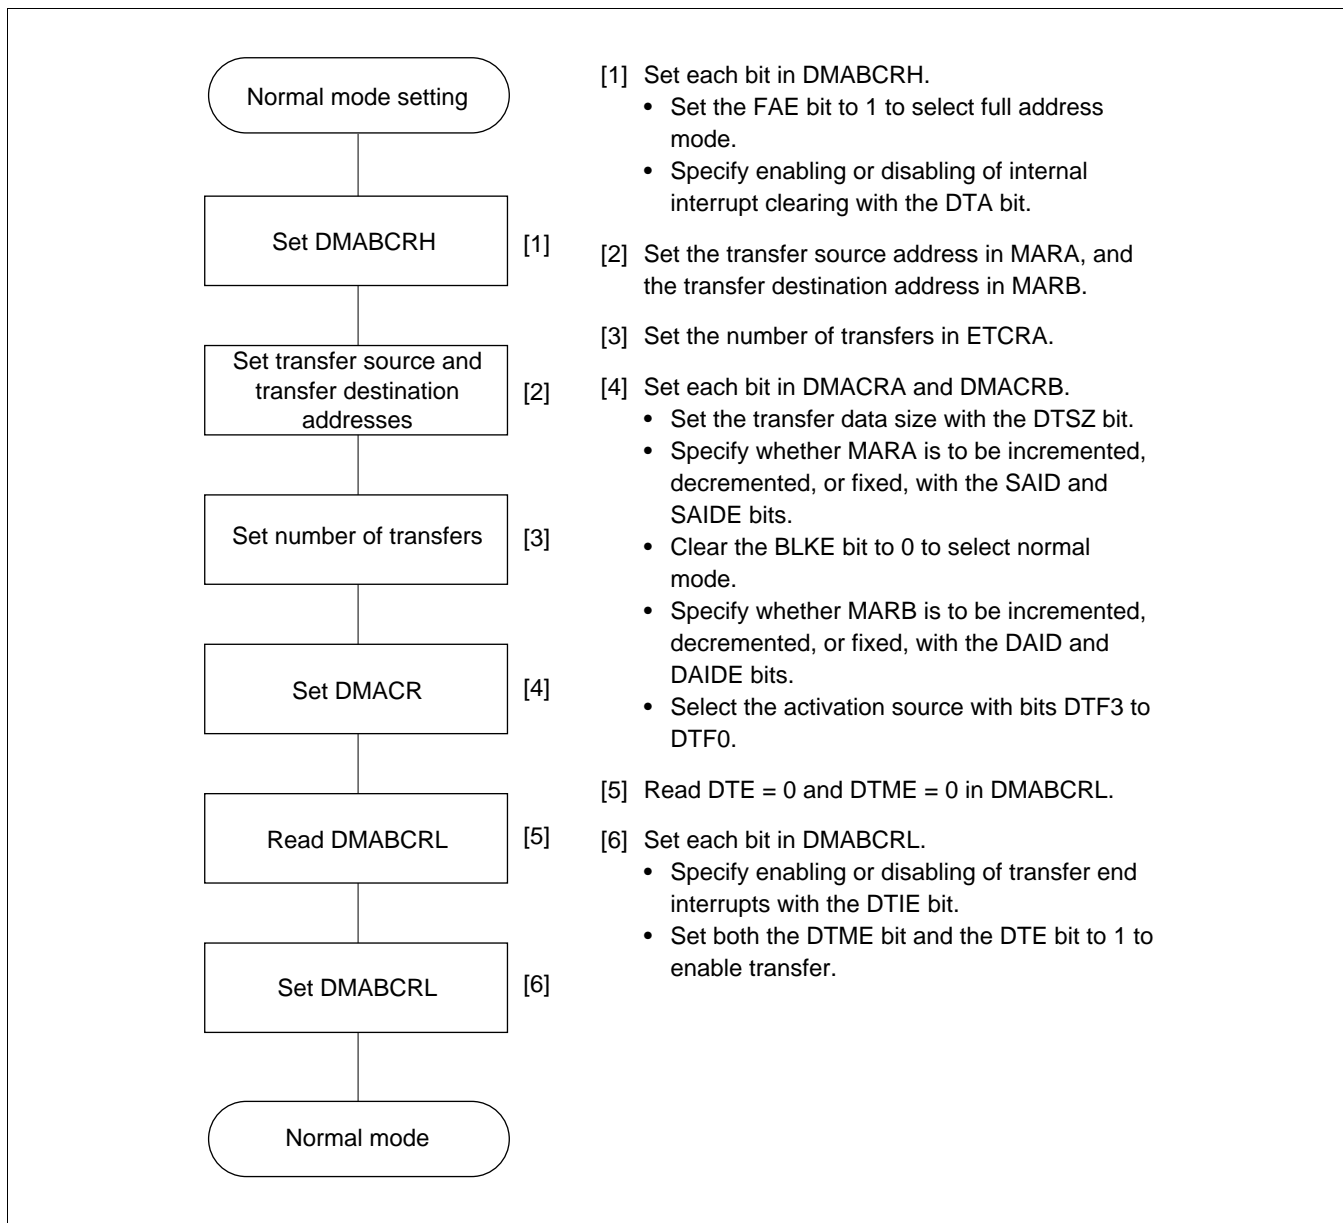 Normal mode setting
Set DMABCRH [1]
Set transfer source and
transfer destination
addresses
[2]
Set number of transfers [3]
Set DMACR [4]
Read DMABCRL [5]
Set DMABCRL [6]
Normal mode
[1] Set each bit in DMABCRH.
• Set the FAE bit to 1 to select full address
mode.
• Specify enabling or disabling of internal
interrupt clearing with the DTA bit.
[2] Set the transfer source address in MARA, and
the transfer destination address in MARB.
[3] Set the number of transfers in ETCRA.
[4] Set each bit in DMACRA and DMACRB.
• Set the transfer data size with the DTSZ bit.
• Specify whether MARA is to be incremented,
decremented, or fixed, with the SAID and
SAIDE bits.
• Clear the BLKE bit to 0 to select normal
mode.
• Specify whether MARB is to be incremented,
decremented, or fixed, with the DAID and
DAIDE bits.
• Select the activation source with bits DTF3 to
DTF0.
[5] Read DTE = 0 and DTME = 0 in DMABCRL.
[6] Set each bit in DMABCRL.
• Specify enabling or disabling of transfer end
interrupts with the DTIE bit.
• Set both the DTME bit and the DTE bit to 1 to
enable transfer.